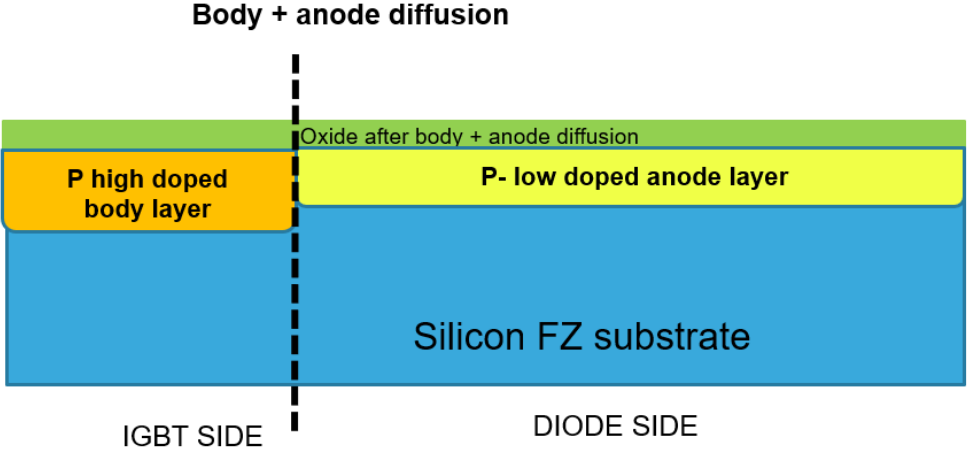 Body + anode diffusion
Oxide after body + anode diffusion
P high doped
body layer
P- low doped anode layer
Silicon FZ substrate
IGBT SIDE
DIODE SIDE